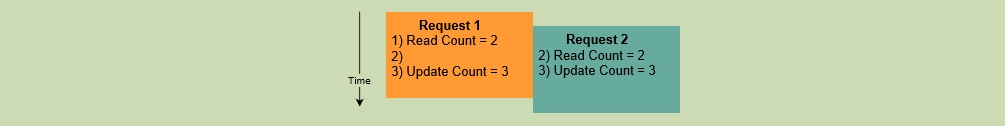 Time
Request 1
1) Read Count = 2
2)
3) Update Count = 3
Request 2
2) Read Count = 2
3) Update Count = 3